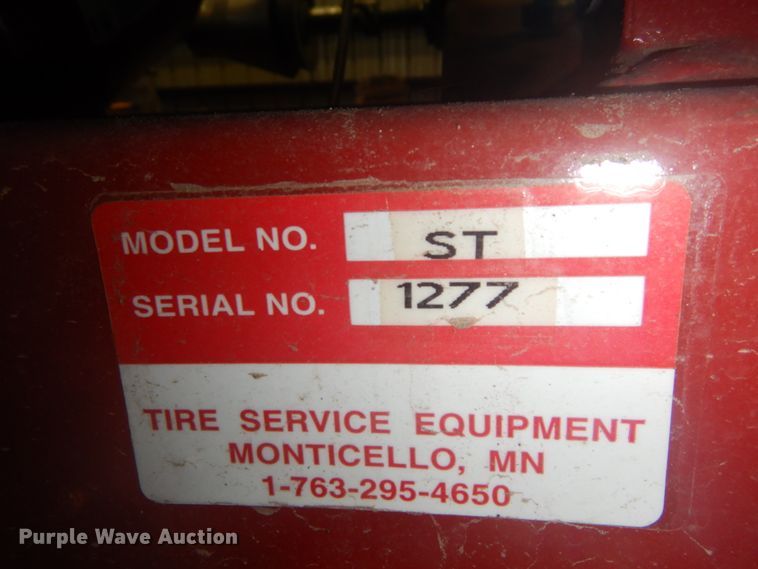 MODEL NO. ST
SERIAL NO. 1277
TIRE SERVICE EQUIPMENT
MONTICELLO, MN
1-763-295-4650
Purple Wave Auction